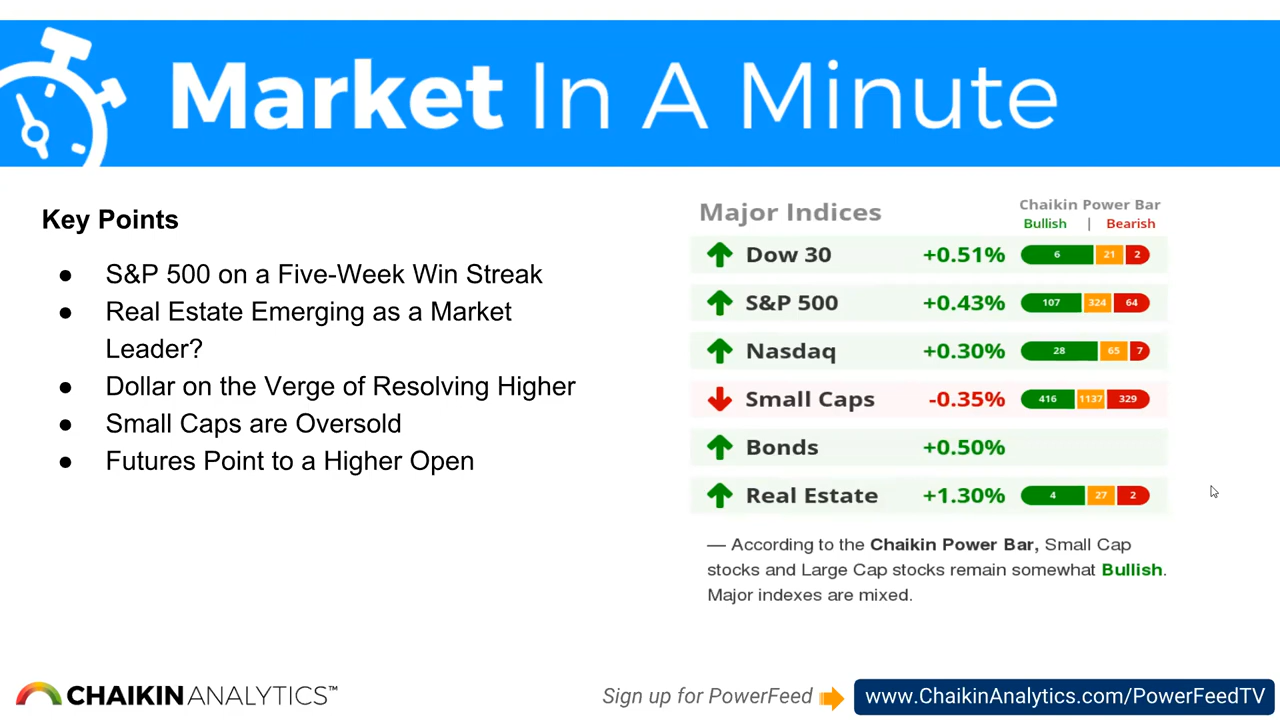 Market In A Minute
Key Points
● S&P 500 on a Five-Week Win Streak
● Real Estate Emerging as a Market
Leader?
● Dollar on the Verge of Resolving Higher
● Small Caps are Oversold
● Futures Point to a Higher Open
Major Indices
Chaikin Power Bar
Bullish | Bearish
Dow 30 +0.51% 6 21 2
S&P 500 +0.43% 107 324 64
Nasdaq +0.30% 28 65 7
Small Caps -0.35% 416 1137 329
Bonds +0.50%
Real Estate +1.30% 4 27 2
— According to the Chaikin Power Bar, Small Cap
stocks and Large Cap stocks remain somewhat Bullish.
Major indexes are mixed.
CHAIKIN ANALYTICS™
Sign up for PowerFeed
www.ChaikinAnalytics.com/PowerFeedTV